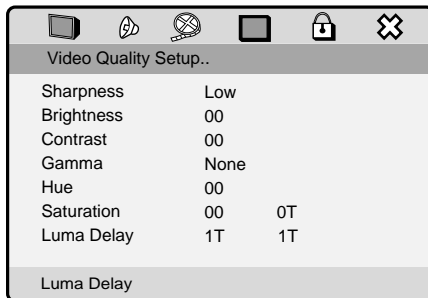 Video Quality Setup..
Sharpness Low
Brightness 00
Contrast 00
Gamma None
Hue 00
Saturation 00 0T
Luma Delay 1T 1T
Luma Delay